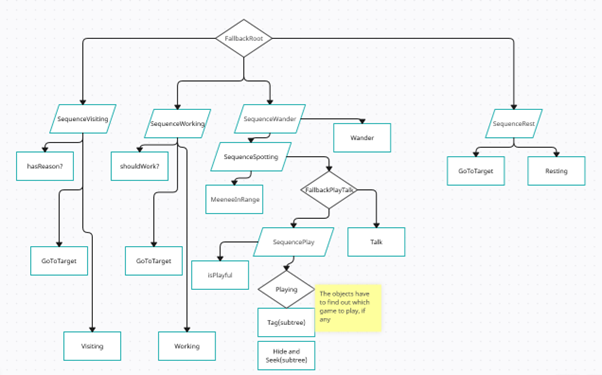 FallbackRoot
SequenceVisiting
SequenceWorking
SequenceWander
SequenceRest
Wander
hasReason?
shouldWork?
SequenceSpotting
GoToTarget
Resting
MeeneeInRange
FallbackPlayTalk
GoToTarget
GoToTarget
SequencePlay
Talk
isPlayful
Playing
The objects have
to find out which
game to play, if
any
Tag(subtree)
Visiting
Working
Hide and
Seek(subtree)